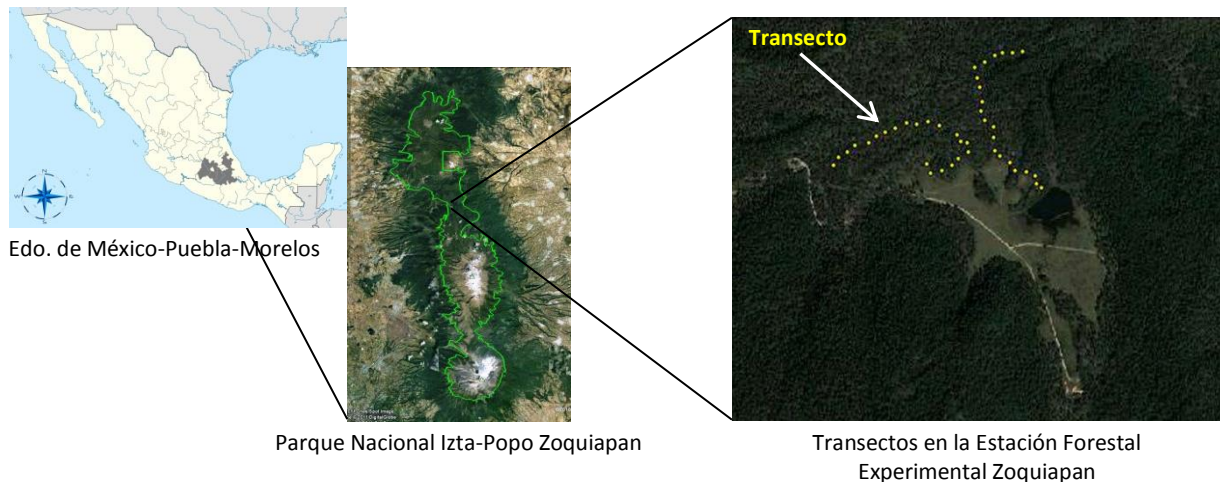 Transecto
Edo. de México-Puebla-Morelos
Parque Nacional Izta-Popo Zoquiapan
Transectos en la Estación Forestal
Experimental Zoquiapan